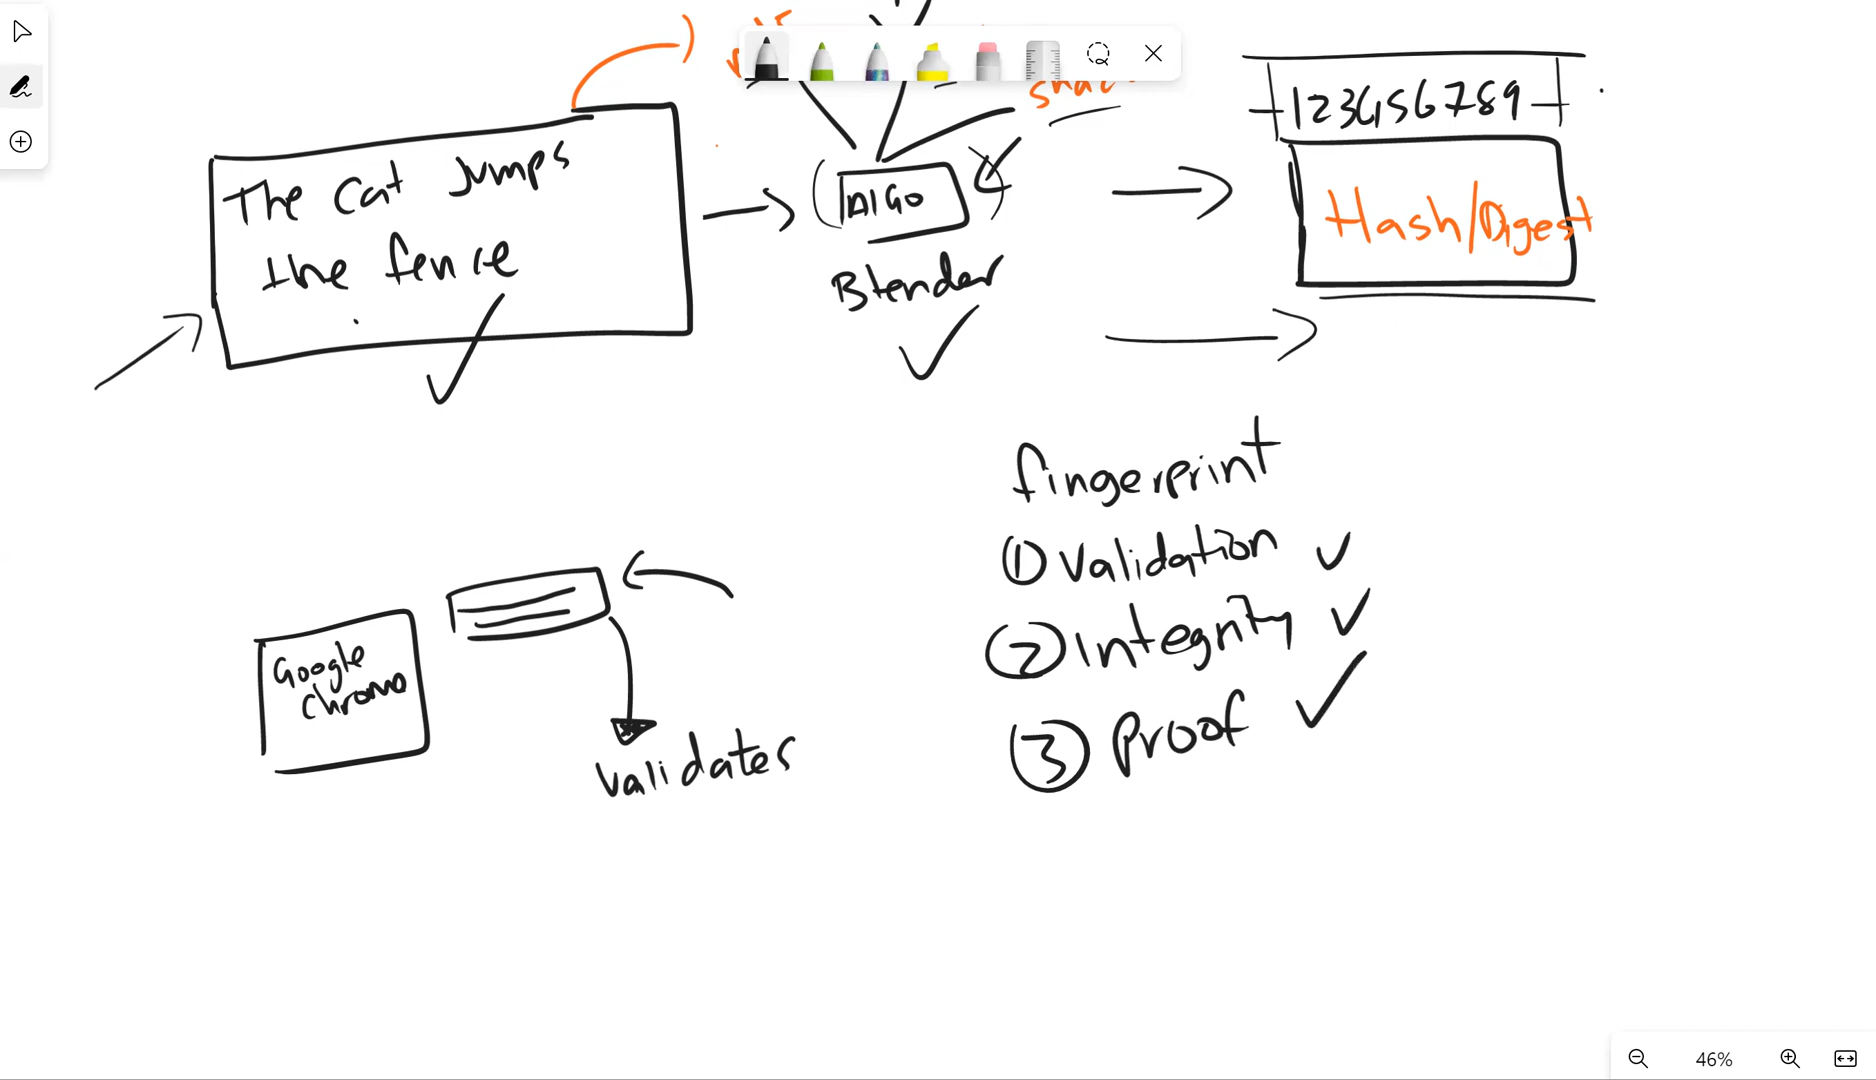 The Cat Jumps
the fence
AlGO
Blender
123456789
Hash/Digest
fingerprint
① Validation
② Integrity
③ Proof
Google
Chrome
validates
46%